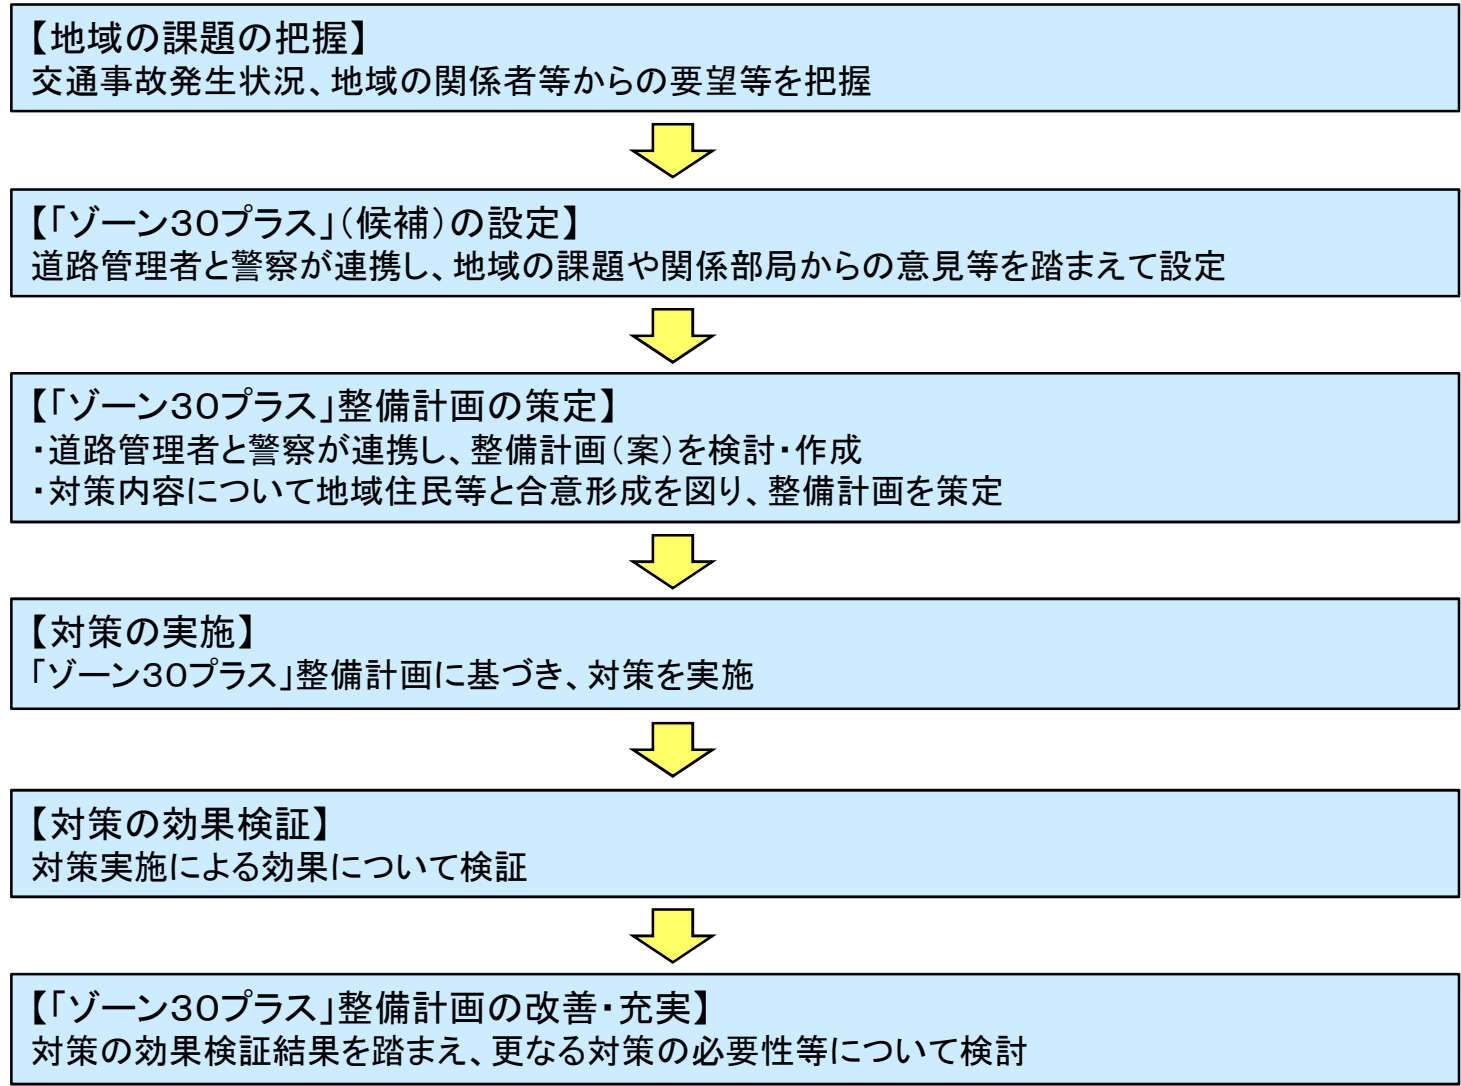 【地域の課題の把握】
交通事故発生状況、地域の関係者等からの要望等を把握
【「ゾーン３０プラス」（候補）の設定】
道路管理者と警察が連携し、地域の課題や関係部局からの意見等を踏まえて設定
【「ゾーン３０プラス」整備計画の策定】
・道路管理者と警察が連携し、整備計画（案）を検討・作成
・対策内容について地域住民等と合意形成を図り、整備計画を策定
【対策の実施】
「ゾーン３０プラス」整備計画に基づき、対策を実施
【対策の効果検証】
対策実施による効果について検証
【「ゾーン３０プラス」整備計画の改善・充実】
対策の効果検証結果を踏まえ、更なる対策の必要性等について検討